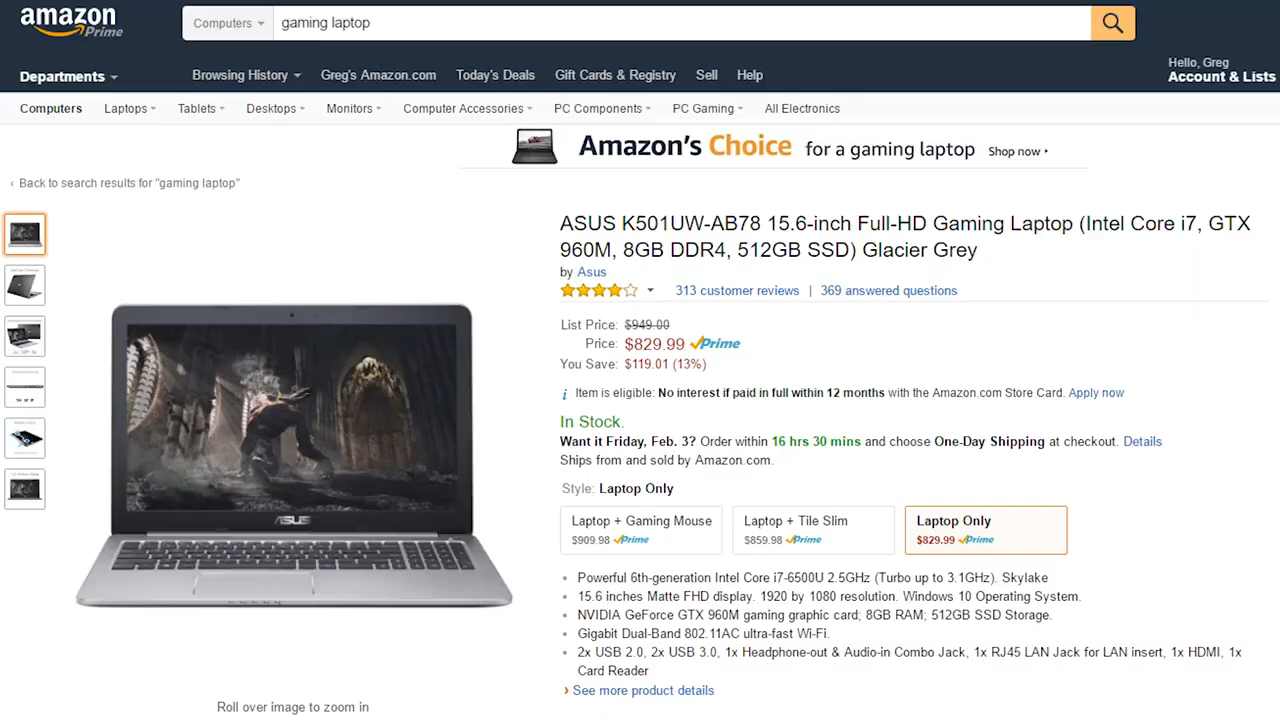 amazon
Prime
Computers
gaming laptop
Departments
Browsing History
Greg's Amazon.com
Today's Deals
Gift Cards & Registry
Sell
Help
Hello, Greg
Account & Lists
Computers
Laptops
Tablets
Desktops
Monitors
Computer Accessories
PC Components
PC Gaming
All Electronics
Amazon's Choice for a gaming laptop Shop now
‹ Back to search results for "gaming laptop"
ASUS K501UW-AB78 15.6-inch Full-HD Gaming Laptop (Intel Core i7, GTX
960M, 8GB DDR4, 512GB SSD) Glacier Grey
by Asus
313 customer reviews | 369 answered questions
List Price: $949.00
Price: $829.99 Prime
You Save: $119.01 (13%)
i Item is eligible: No interest if paid in full within 12 months with the Amazon.com Store Card. Apply now
In Stock.
Want it Friday, Feb. 3? Order within 16 hrs 30 mins and choose One-Day Shipping at checkout. Details
Ships from and sold by Amazon.com.
Style: Laptop Only
Laptop + Gaming Mouse
$909.98 Prime
Laptop + Tile Slim
$859.98 Prime
Laptop Only
$829.99 Prime
• Powerful 6th-generation Intel Core i7-6500U 2.5GHz (Turbo up to 3.1GHz). Skylake
• 15.6 inches Matte FHD display. 1920 by 1080 resolution. Windows 10 Operating System.
• NVIDIA GeForce GTX 960M gaming graphic card; 8GB RAM; 512GB SSD Storage.
• Gigabit Dual-Band 802.11AC ultra-fast Wi-Fi.
• 2x USB 2.0, 2x USB 3.0, 1x Headphone-out & Audio-in Combo Jack, 1x RJ45 LAN Jack for LAN insert, 1x HDMI, 1x
Card Reader
› See more product details
ASUS
Roll over image to zoom in